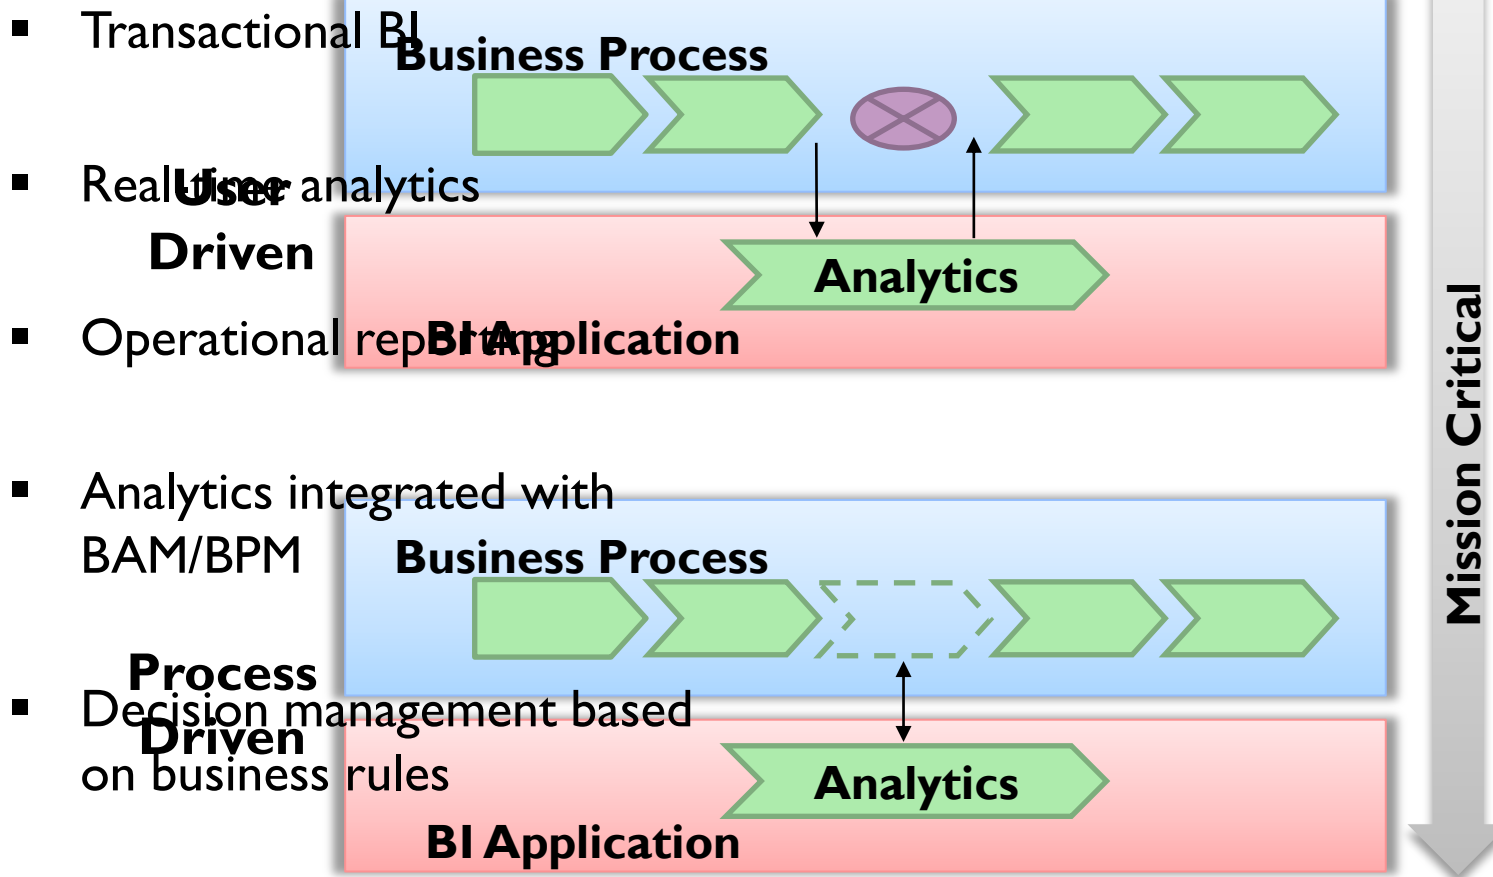 Transactional BI
Business Process
Real-time analytics
User
Driven
Analytics
Operational reporting
BI Application
Mission Critical
Analytics integrated with
BAM/BPM
Business Process
Process
Driven
Decision management based
on business rules
Analytics
BI Application